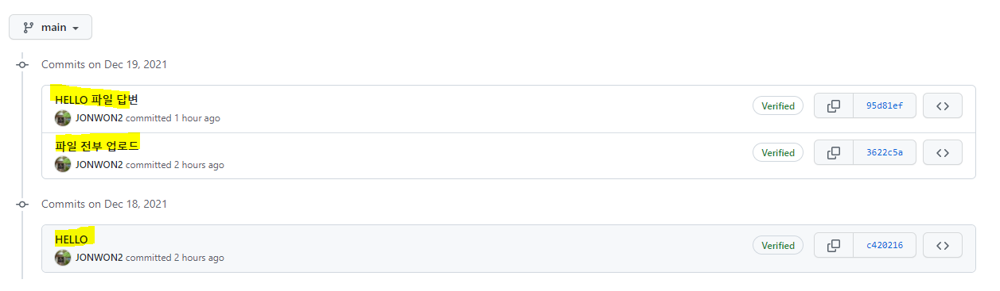 main
Commits on Dec 19, 2021
HELLO 파일 답변
JONWON2 committed 1 hour ago
Verified
95d81ef
파일 전부 업로드
JONWON2 committed 2 hours ago
Verified
3622c5a
Commits on Dec 18, 2021
HELLO
JONWON2 committed 2 hours ago
Verified
c420216